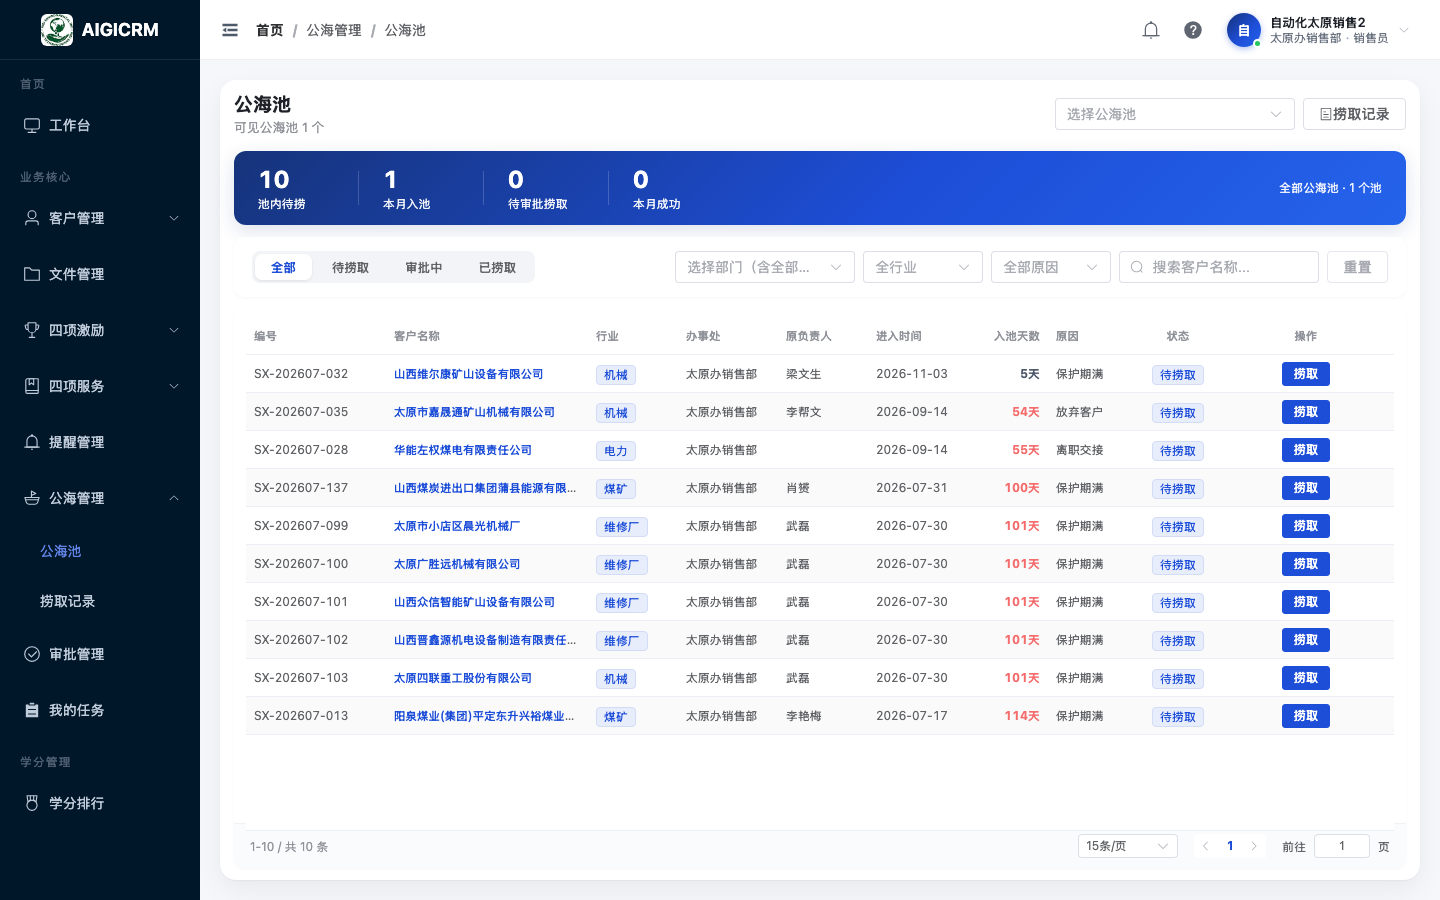 AIGICRM
首页 / 公海管理 / 公海池
自
自动化太原销售2
太原办销售部 · 销售员
首页
工作台
业务核心
客户管理
文件管理
四项激励
四项服务
提醒管理
公海管理
公海池
捞取记录
审批管理
我的任务
学分管理
学分排行
公海池
可见公海池 1 个
选择公海池
捞取记录
10 1 0 0
池内待捞 本月入池 待审批捞取 本月成功
全部公海池 · 1 个池
全部 待捞取 审批中 已捞取
选择部门（含全部... 全行业 全部原因 搜索客户名称... 重置
编号 客户名称 行业 办事处 原负责人 进入时间 入池天数 原因 状态 操作
SX-202607-032 山西维尔康矿山设备有限公司 机械 太原办销售部 梁文生 2026-11-03 5天 保护期满 待捞取 捞取
SX-202607-035 太原市嘉晟通矿山机械有限公司 机械 太原办销售部 李帮文 2026-09-14 54天 放弃客户 待捞取 捞取
SX-202607-028 华能左权煤电有限责任公司 电力 太原办销售部 2026-09-14 55天 离职交接 待捞取 捞取
SX-202607-137 山西煤炭进出口集团蒲县能源有限... 煤矿 太原办销售部 肖赟 2026-07-31 100天 保护期满 待捞取 捞取
SX-202607-099 太原市小店区晨光机械厂 维修厂 太原办销售部 武磊 2026-07-30 101天 保护期满 待捞取 捞取
SX-202607-100 太原广胜远机械有限公司 维修厂 太原办销售部 武磊 2026-07-30 101天 保护期满 待捞取 捞取
SX-202607-101 山西众信智能矿山设备有限公司 维修厂 太原办销售部 武磊 2026-07-30 101天 保护期满 待捞取 捞取
SX-202607-102 山西晋鑫源机电设备制造有限责任... 维修厂 太原办销售部 武磊 2026-07-30 101天 保护期满 待捞取 捞取
SX-202607-103 太原四联重工股份有限公司 机械 太原办销售部 武磊 2026-07-30 101天 保护期满 待捞取 捞取
SX-202607-013 阳泉煤业(集团)平定东升兴裕煤业... 煤矿 太原办销售部 李艳梅 2026-07-17 114天 保护期满 待捞取 捞取
1-10 / 共 10 条
15条/页 1 前往 1 页